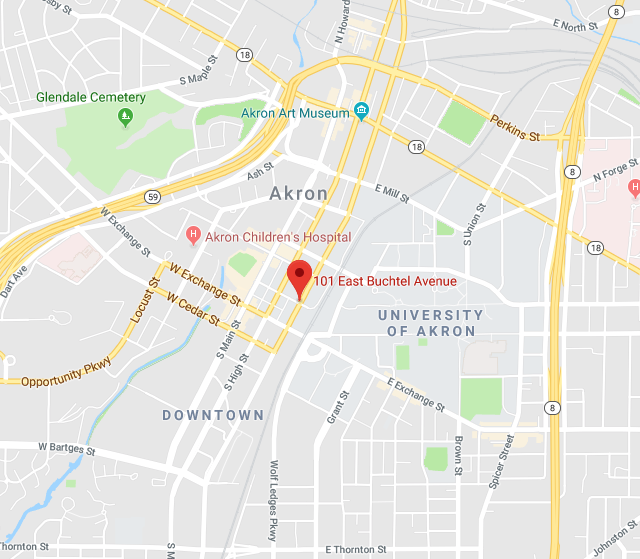 sby St
N Howard
8
E North St
18
S Maple St
Glendale Cemetery
Akron Art Museum
Perkins St
18
8
Ash St
N Forge St
H
Akron
E Mill St
59
W Exchange St
S Union St
H
Akron Children's Hospital
18
Dart Ave
W Exchange St
101 East Buchtel Avenue
Locust St
W Cedar St
UNIVERSITY
OF AKRON
S Main St
Opportunity Pkwy
S High St
E Exchange St
8
DOWNTOWN
Grant St
W Bartges St
Brown St
Spicer Street
Wolf Ledges Pkwy
Thornton St
S M
E Thornton St
Johnston St